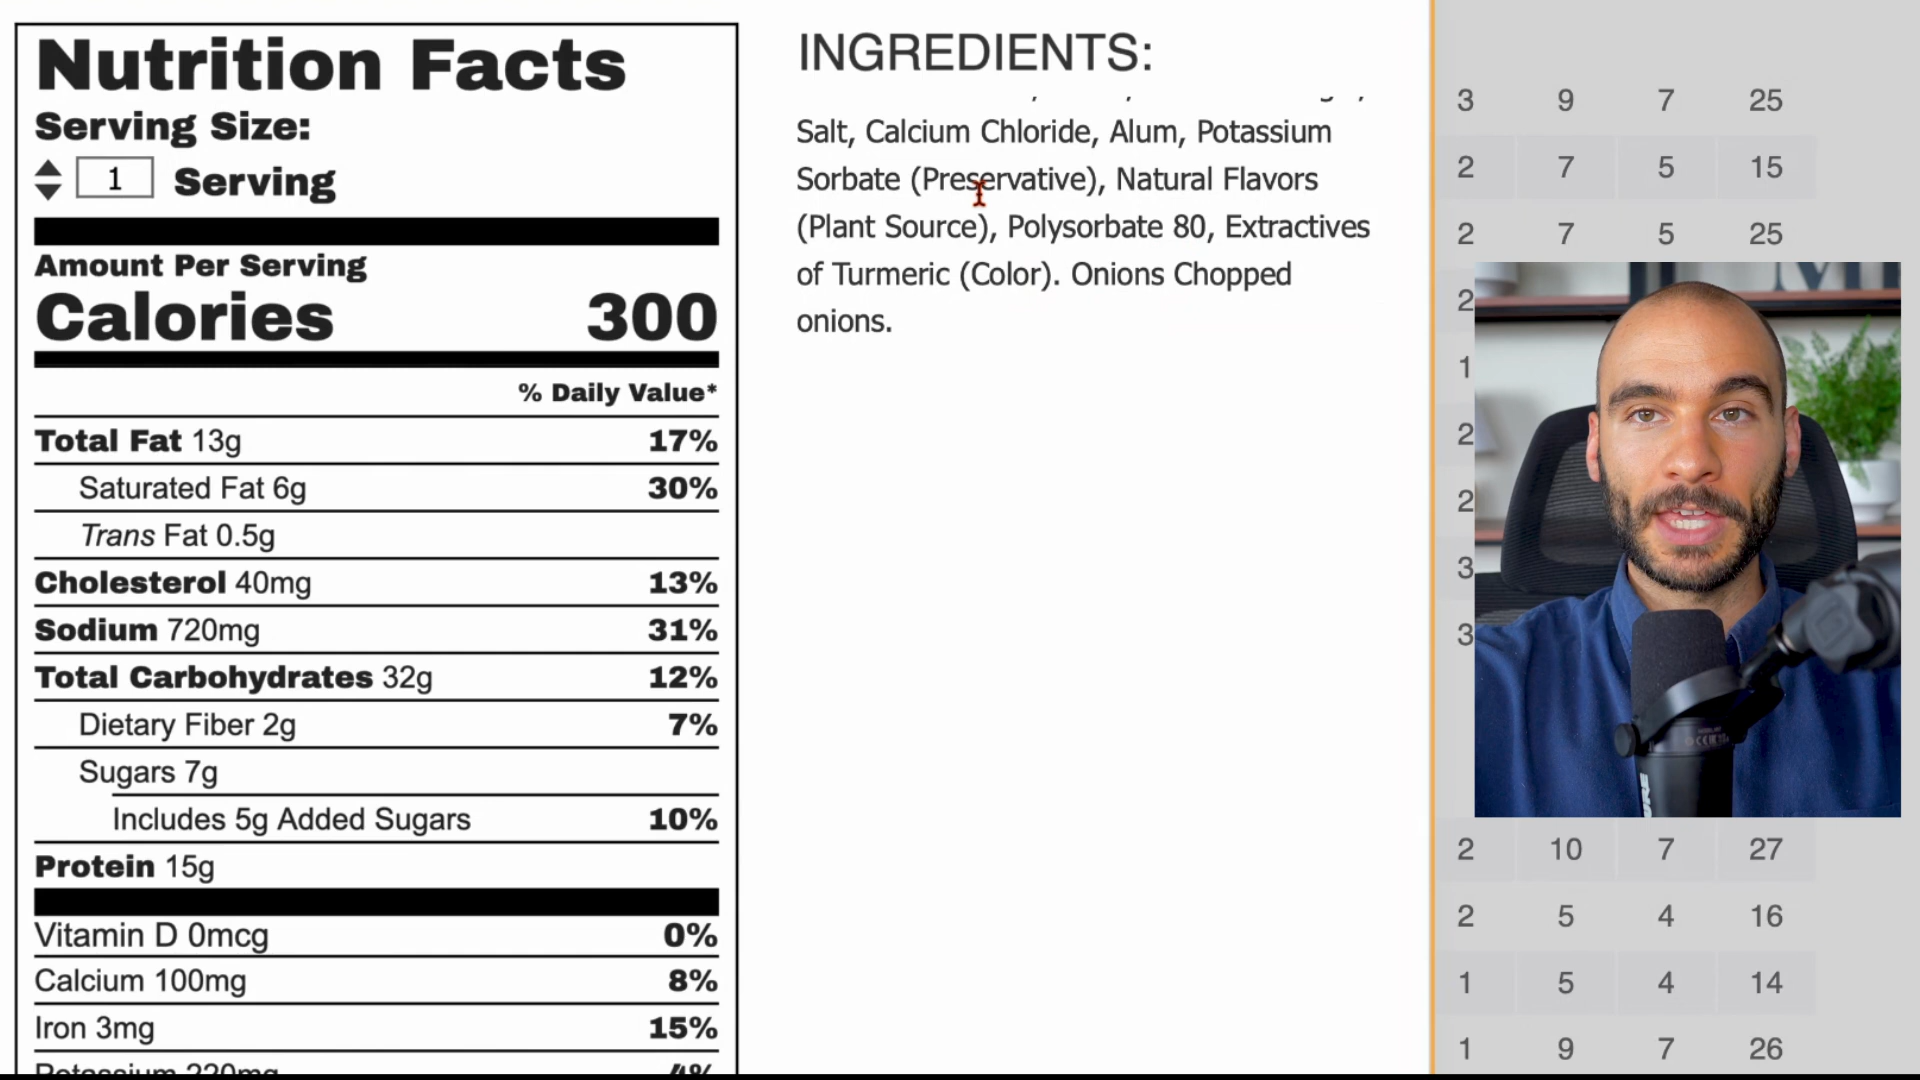 Nutrition Facts
Serving Size:
1 Serving
Amount Per Serving
Calories 300
% Daily Value*
Total Fat 13g 17%
Saturated Fat 6g 30%
Trans Fat 0.5g
Cholesterol 40mg 13%
Sodium 720mg 31%
Total Carbohydrates 32g 12%
Dietary Fiber 2g 7%
Sugars 7g
Includes 5g Added Sugars 10%
Protein 15g
Vitamin D 0mcg 0%
Calcium 100mg 8%
Iron 3mg 15%
Potassium 220mg 4%
INGREDIENTS:
Salt, Calcium Chloride, Alum, Potassium
Sorbate (Preservative), Natural Flavors
(Plant Source), Polysorbate 80, Extractives
of Turmeric (Color). Onions Chopped
onions.
3 9 7 25
2 7 5 15
2 7 5 25
2
1
2
2
3
3
2 10 7 27
2 5 4 16
1 5 4 14
1 9 7 26